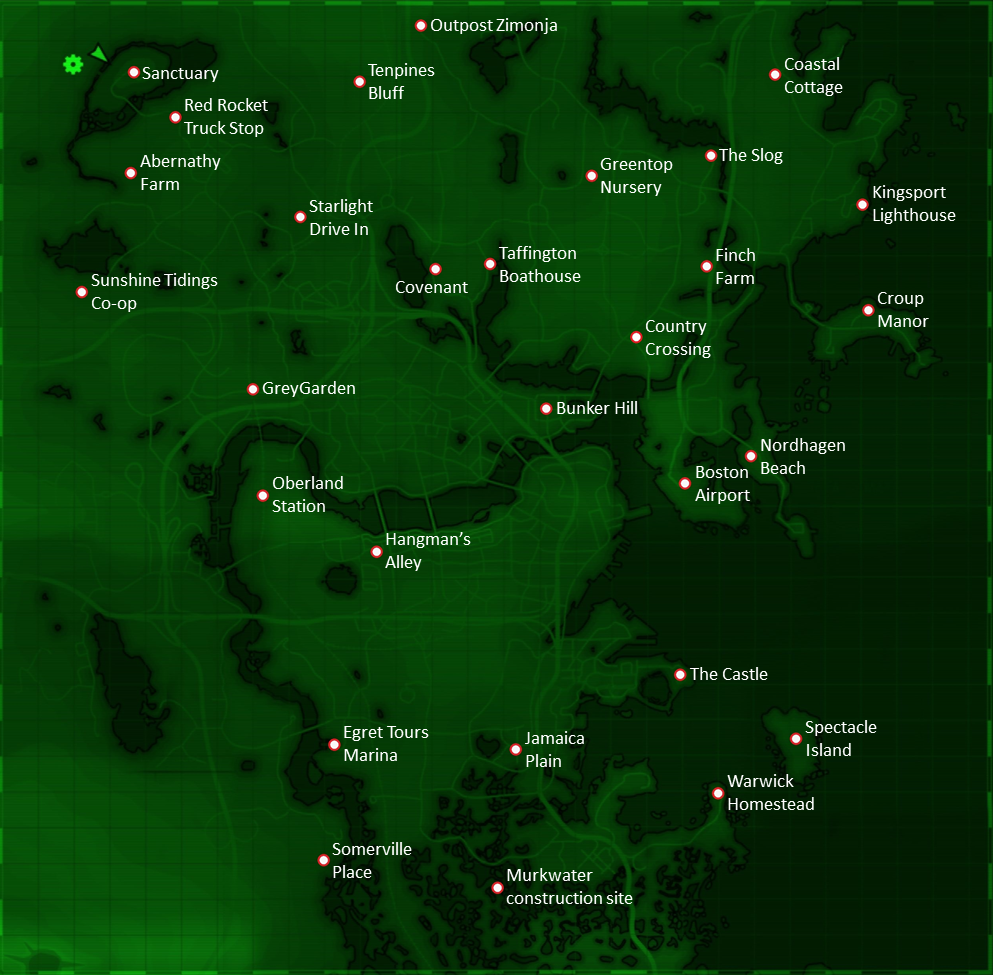 Outpost Zimonja
Sanctuary
Tenpines
Bluff
Coastal
Cottage
Red Rocket
Truck Stop
Abernathy
Farm
Greentop
Nursery
The Slog
Kingsport
Lighthouse
Starlight
Drive In
Sunshine Tidings
Co-op
Covenant
Taffington
Boathouse
Finch
Farm
Croup
Manor
Country
Crossing
GreyGarden
Bunker Hill
Nordhagen
Beach
Boston
Airport
Oberland
Station
Hangman’s
Alley
The Castle
Egret Tours
Marina
Jamaica
Plain
Spectacle
Island
Warwick
Homestead
Somerville
Place
Murkwater
construction site